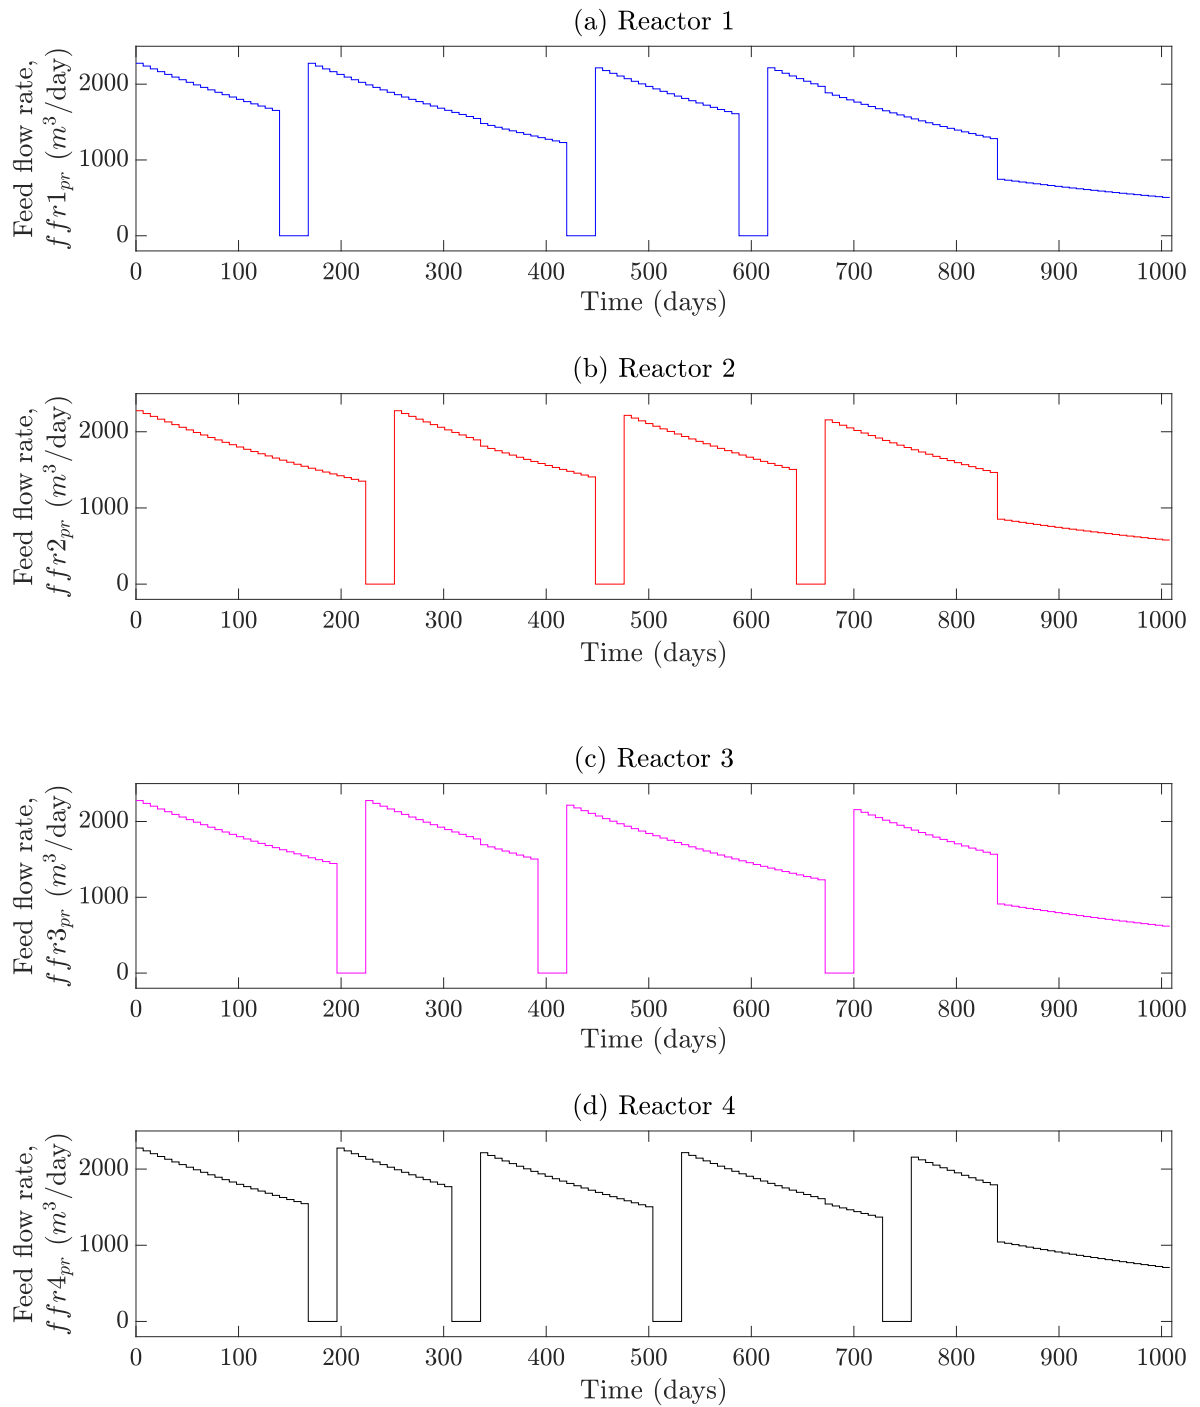 (a) Reactor 1
Feed flow rate,
ffr1pr (m³/day)
2000
1000
0
0 100 200 300 400 500 600 700 800 900 1000
Time (days)
(b) Reactor 2
Feed flow rate,
ffr2pr (m³/day)
2000
1000
0
0 100 200 300 400 500 600 700 800 900 1000
Time (days)
(c) Reactor 3
Feed flow rate,
ffr3pr (m³/day)
2000
1000
0
0 100 200 300 400 500 600 700 800 900 1000
Time (days)
(d) Reactor 4
Feed flow rate,
ffr4pr (m³/day)
2000
1000
0
0 100 200 300 400 500 600 700 800 900 1000
Time (days)